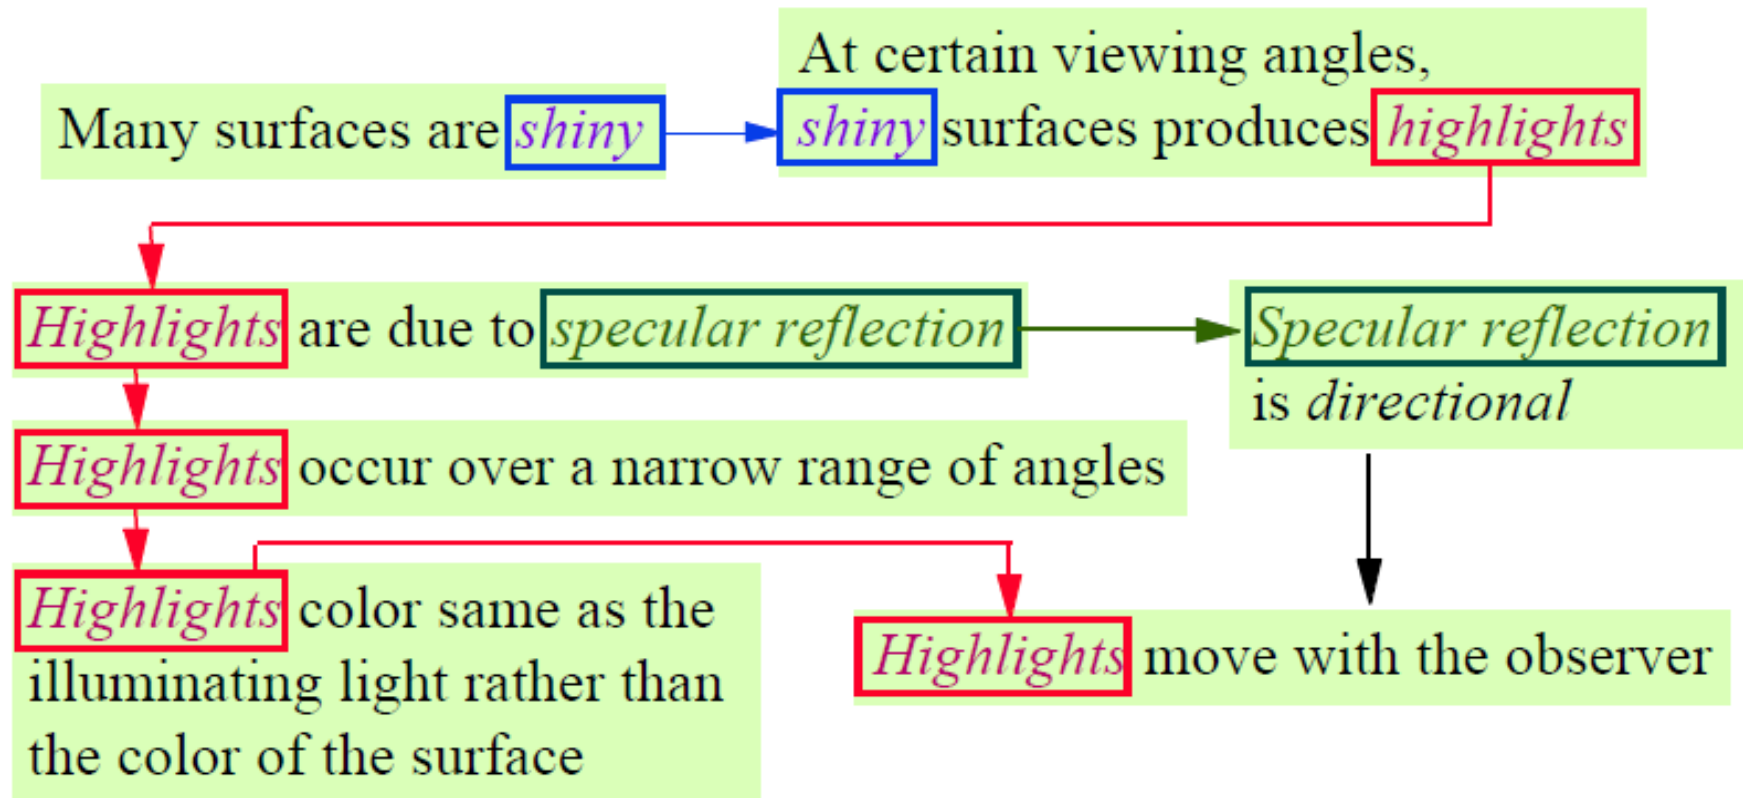 Many surfaces are shiny
At certain viewing angles,
shiny surfaces produces highlights
Highlights are due to specular reflection
Specular reflection
is directional
Highlights occur over a narrow range of angles
Highlights color same as the
illuminating light rather than
the color of the surface
Highlights move with the observer